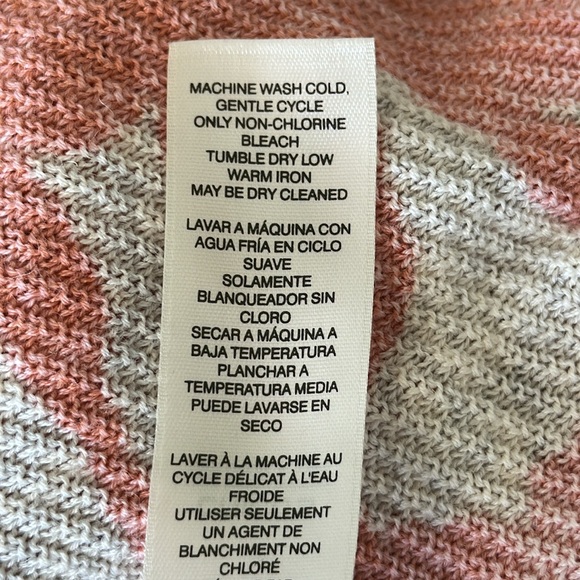 MACHINE WASH COLD,
GENTLE CYCLE
ONLY NON-CHLORINE
BLEACH
TUMBLE DRY LOW
WARM IRON
MAY BE DRY CLEANED
LAVAR A MÁQUINA CON
AGUA FRÍA EN CICLO
SUAVE
SOLAMENTE
BLANQUEADOR SIN
CLORO
SECAR A MÁQUINA A
BAJA TEMPERATURA
PLANCHAR A
TEMPERATURA MEDIA
PUEDE LAVARSE EN
SECO
LAVER À LA MACHINE AU
CYCLE DÉLICAT À L'EAU
FROIDE
UTILISER SEULEMENT
UN AGENT DE
BLANCHIMENT NON
CHLORÉ